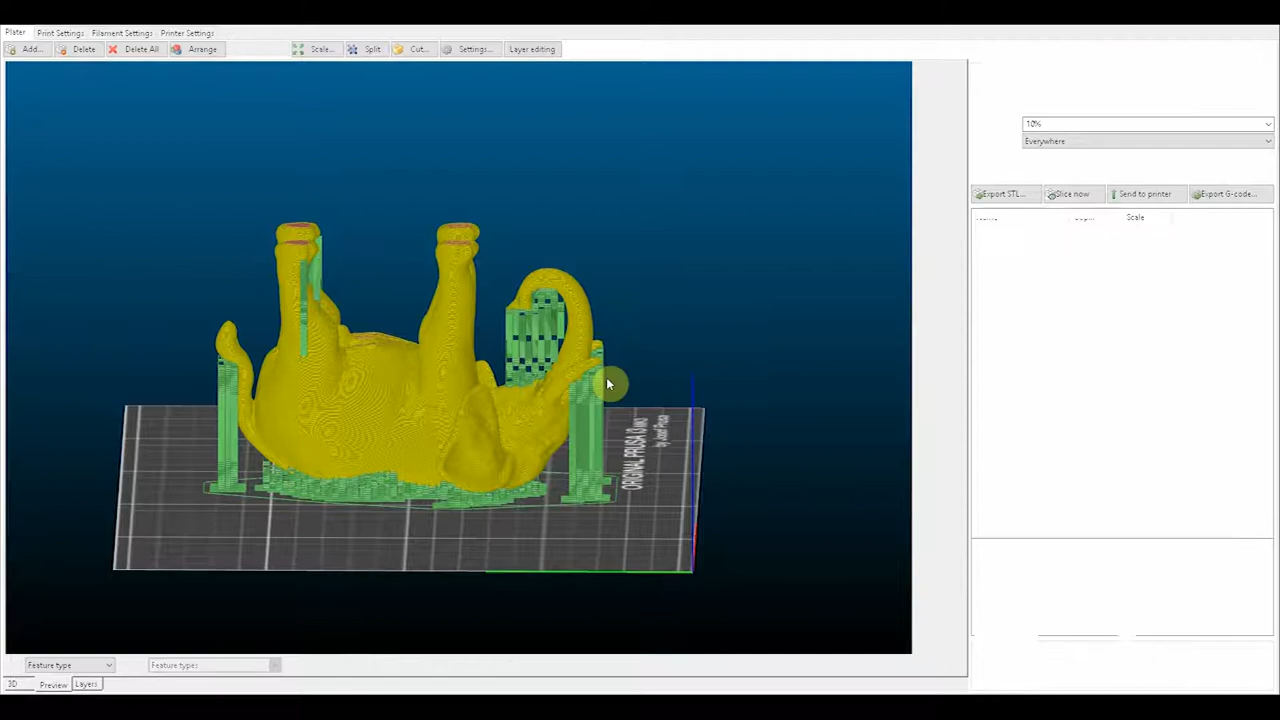 Plater Print Settings Filament Settings Printer Settings
Add... Delete Delete All Arrange Scale... Split Cut... Settings... Layer editing
10%
Everywhere
Export STL... Slice now Send to printer Export G-code...
Scale
ORIGINAL PRUSA i3 MK2
by Josef Prusa
Feature type Feature types
3D Preview Layers